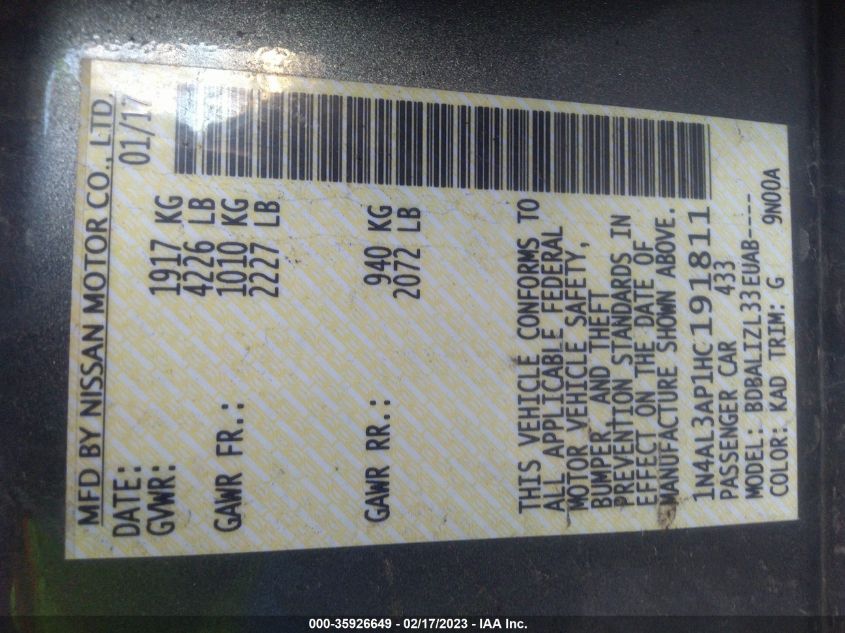 MFD BY NISSAN MOTOR CO., LTD.
DATE: 01/17
GVWR: 1917 KG
4226 LB
GAWR FR.: 1010 KG
2227 LB
GAWR RR.: 940 KG
2072 LB
THIS VEHICLE CONFORMS TO
ALL APPLICABLE FEDERAL
MOTOR VEHICLE SAFETY,
BUMPER, AND THEFT
PREVENTION STANDARDS IN
EFFECT ON THE DATE OF
MANUFACTURE SHOWN ABOVE.
1N4AL3AP1HC191811
PASSENGER CAR 433
MODEL: BDBALIZL33EUAB----
COLOR: KAD TRIM: G 9N00A
000-35926649 - 02/17/2023 - IAA Inc.